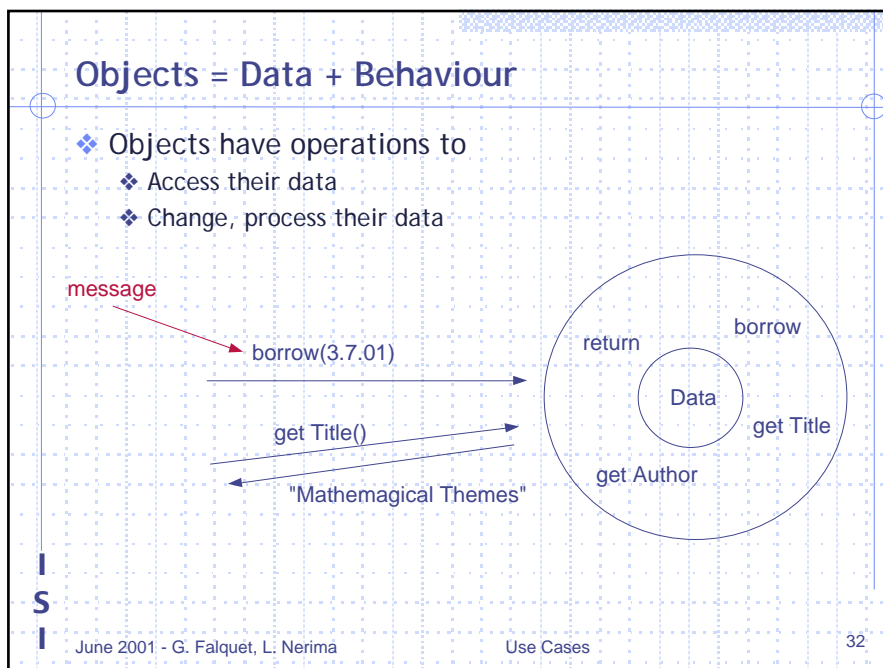 Objects = Data + Behaviour
Objects have operations to
Access their data
Change, process their data
message
borrow(3.7.01)
get Title()
"Mathemagical Themes"
return
borrow
Data
get Title
get Author
I
S
I
June 2001 - G. Falquet, L. Nerima
Use Cases
32